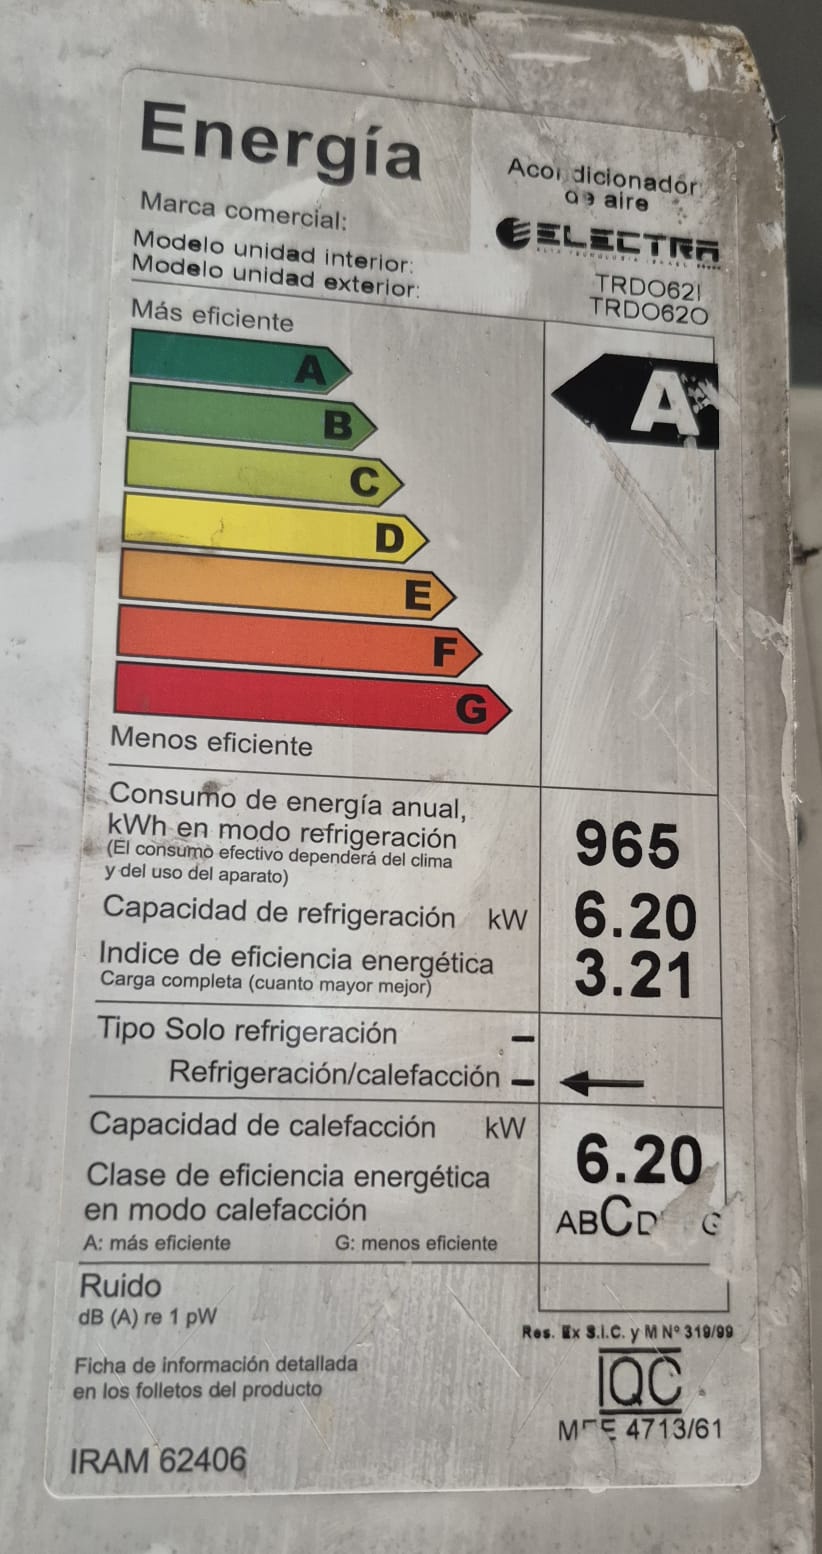 Energía
Acondicionador
de aire
Marca comercial:
ELECTRA
Modelo unidad interior:
TRDO62I
Modelo unidad exterior:
TRDO62O
Más eficiente
A
A
B
C
D
E
F
G
Menos eficiente
Consumo de energía anual,
kWh en modo refrigeración
(El consumo efectivo dependerá del clima
y del uso del aparato)
965
Capacidad de refrigeración kW 6.20
Indice de eficiencia energética
Carga completa (cuanto mayor mejor)
3.21
Tipo Solo refrigeración –
Refrigeración/calefacción –
Capacidad de calefacción kW 6.20
Clase de eficiencia energética
en modo calefacción
ABCD G
A: más eficiente G: menos eficiente
Ruido
dB (A) re 1 pW
Res. Ex S.I.C. y M Nº 319/99
Ficha de información detallada
en los folletos del producto
IQC
4713/61
IRAM 62406